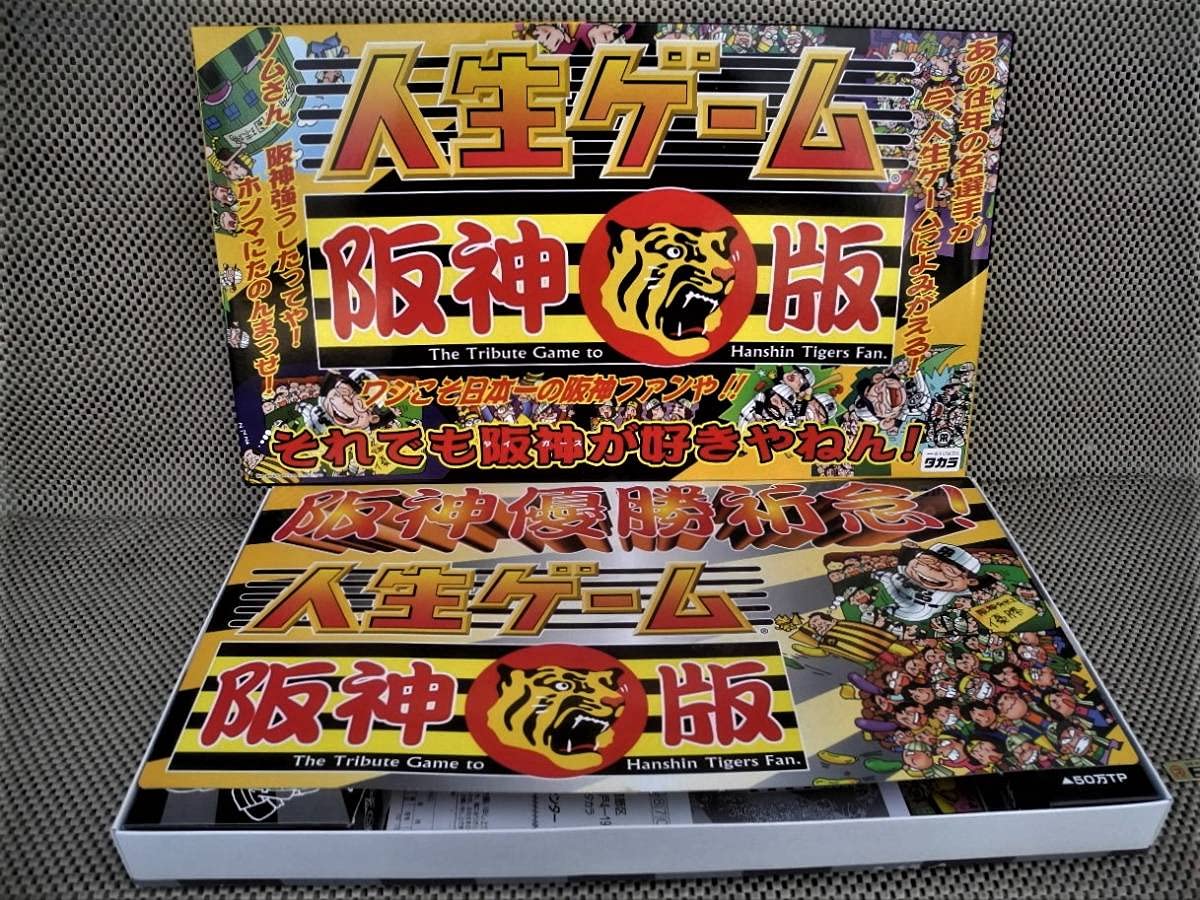 人生ゲーム
あの往年の名選手が
今、人生ゲームによみがえる!
ノムさん、阪神強うしたってや!
ホンマにたのんまっせ!
阪神版
The Tribute Game to Hanshin Tigers Fan.
ワシこそ日本一の阪神ファンや!!
それでも阪神が好きやねん!
タカラ
阪神優勝祈念!
人生ゲーム
阪神版
The Tribute Game to Hanshin Tigers Fan.
優勝
▲50万TP